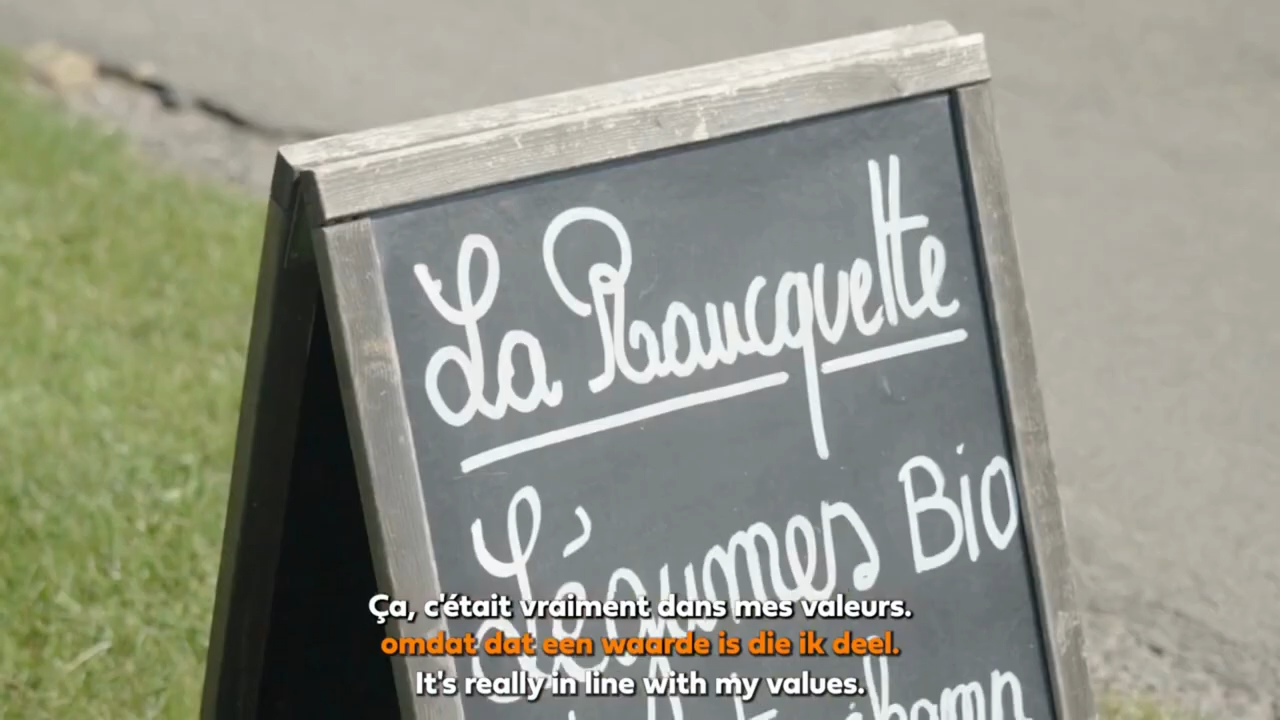 La Raucquette
Légumes Bio
Ça, c'était vraiment dans mes valeurs.
omdat dat een waarde is die ik deel.
It's really in line with my values.